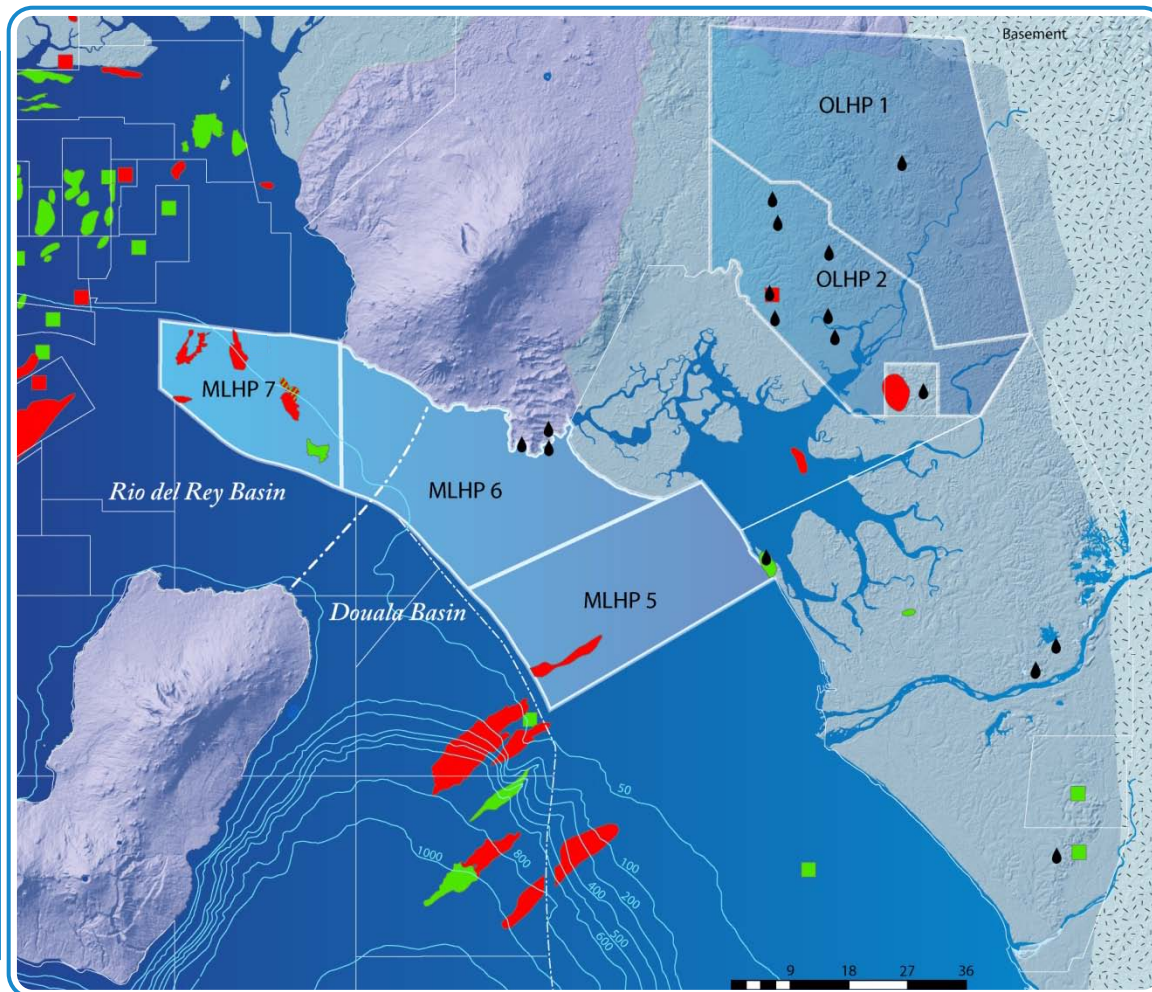 Basement
OLHP 1
OLHP 2
MLHP 7
MLHP 6
Rio del Rey Basin
MLHP 5
Douala Basin
50
1000
800
100
400
200
500
600
9 18 27 36